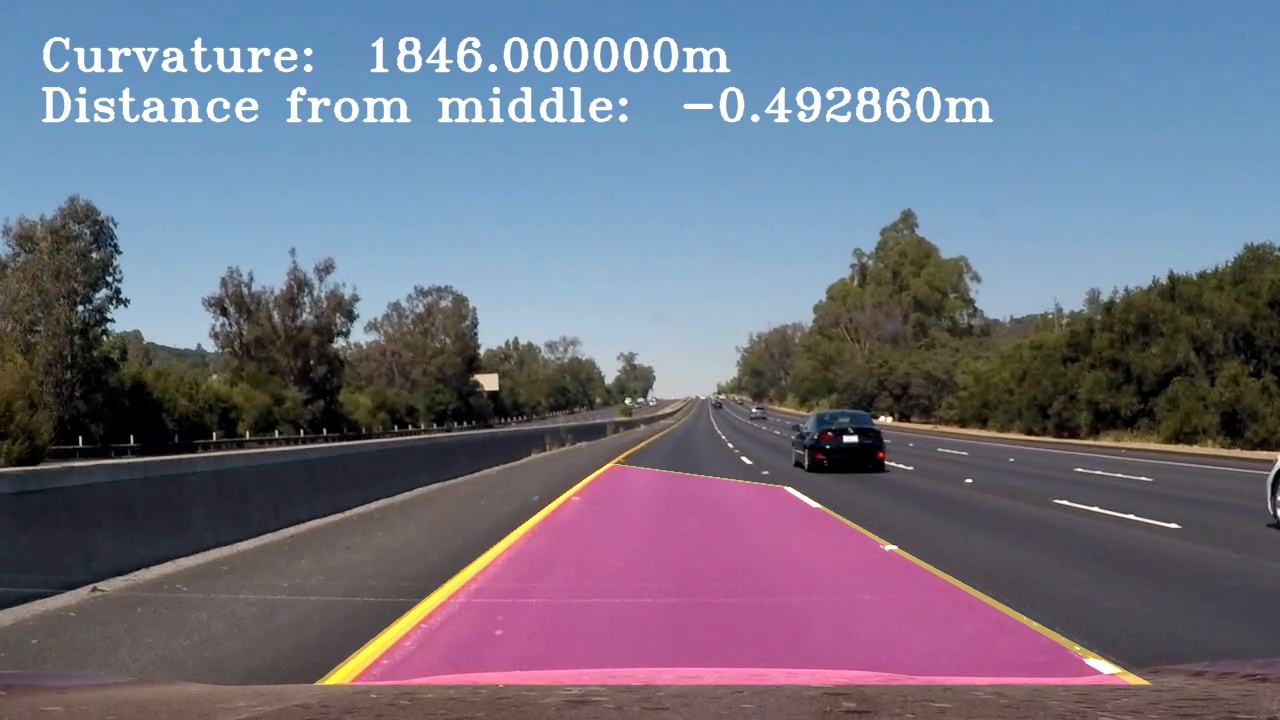 Curvature: 1846.000000m
Distance from middle: −0.492860m